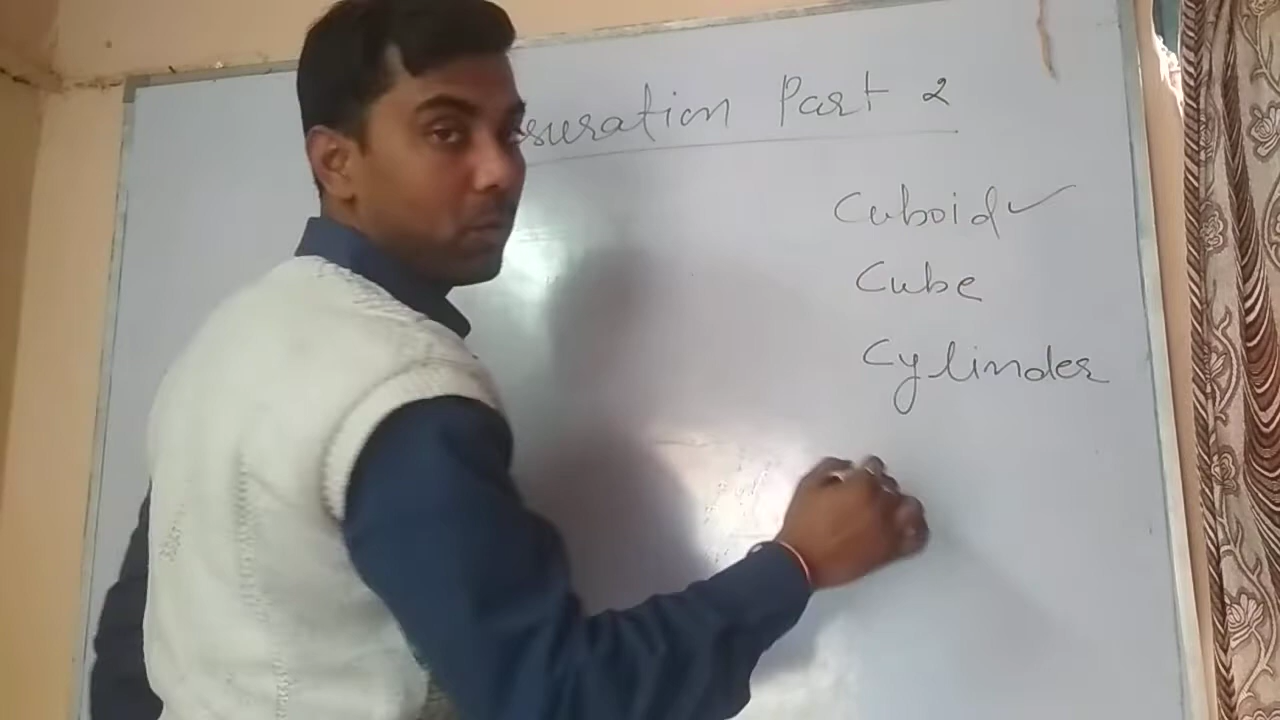 suration Part 2
Cuboid ✓
Cube
Cylinder